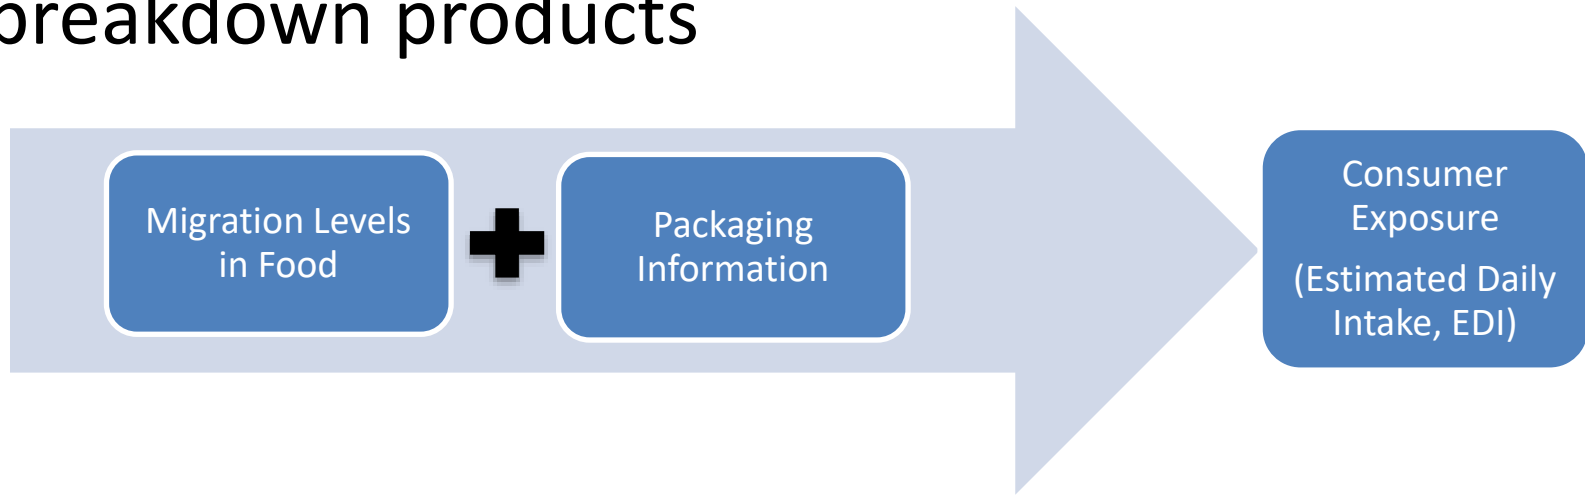 breakdown products
Migration Levels
in Food
Packaging
Information
Consumer
Exposure
(Estimated Daily
Intake, EDI)